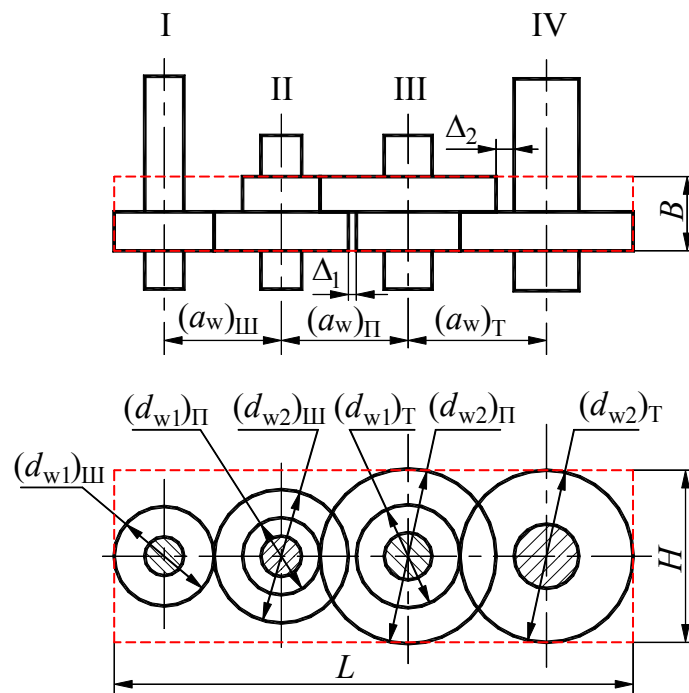 I
IV
II
III
Δ2
B
Δ1
(aw)Ш
(aw)П
(aw)Т
(dw1)П
(dw2)Ш
(dw1)Т
(dw2)П
(dw2)Т
(dw1)Ш
H
L